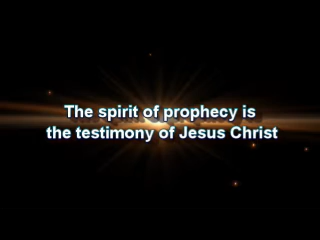 The spirit of prophecy is
the testimony of Jesus Christ